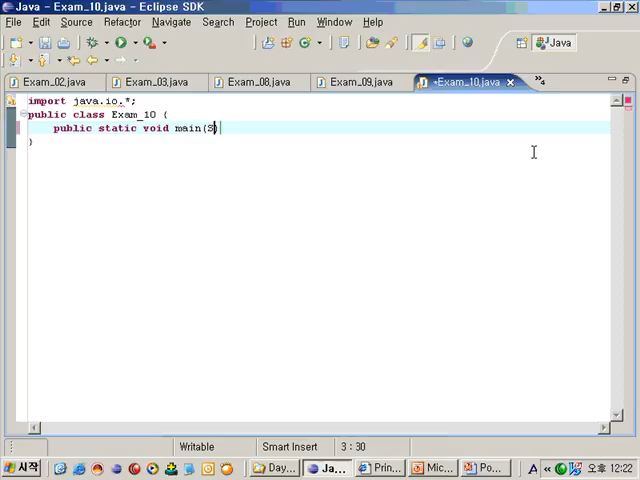 Java - Exam_10.java - Eclipse SDK
File Edit Source Refactor Navigate Search Project Run Window Help
Java
Exam_02.java Exam_03.java Exam_08.java Exam_09.java *Exam_10.java »4
import java.io.*;
public class Exam_10 {
public static void main(S)
}
Writable Smart Insert 3 : 30
시작 Day... Ja... Prin... Mic... Po... A « 오후 12:22